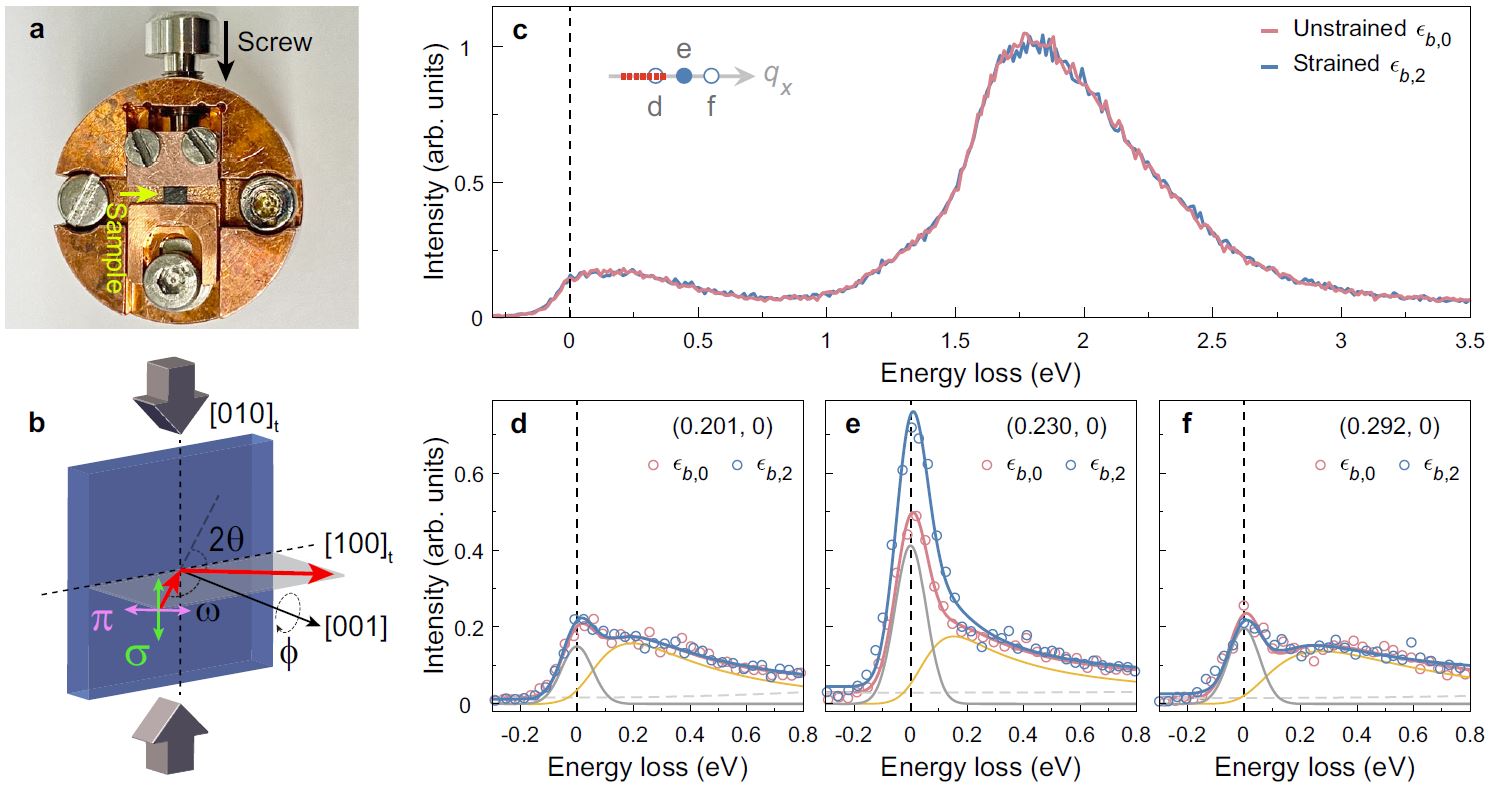 a
Screw
Sample
b
[010]t
2θ
[100]t
π
ω
σ
[001]
ϕ
c
Unstrained ϵb,0
Strained ϵb,2
e
qx
d
f
Intensity (arb. units)
1
0.5
0
0
0.5
1
1.5
2
2.5
3
3.5
Energy loss (eV)
d
(0.201, 0)
ϵb,0
ϵb,2
Intensity (arb. units)
0.6
0.4
0.2
0
-0.2
0
0.2
0.4
0.6
0.8
Energy loss (eV)
e
(0.230, 0)
ϵb,0
ϵb,2
-0.2
0
0.2
0.4
0.6
0.8
Energy loss (eV)
f
(0.292, 0)
ϵb,0
ϵb,2
-0.2
0
0.2
0.4
0.6
0.8
Energy loss (eV)